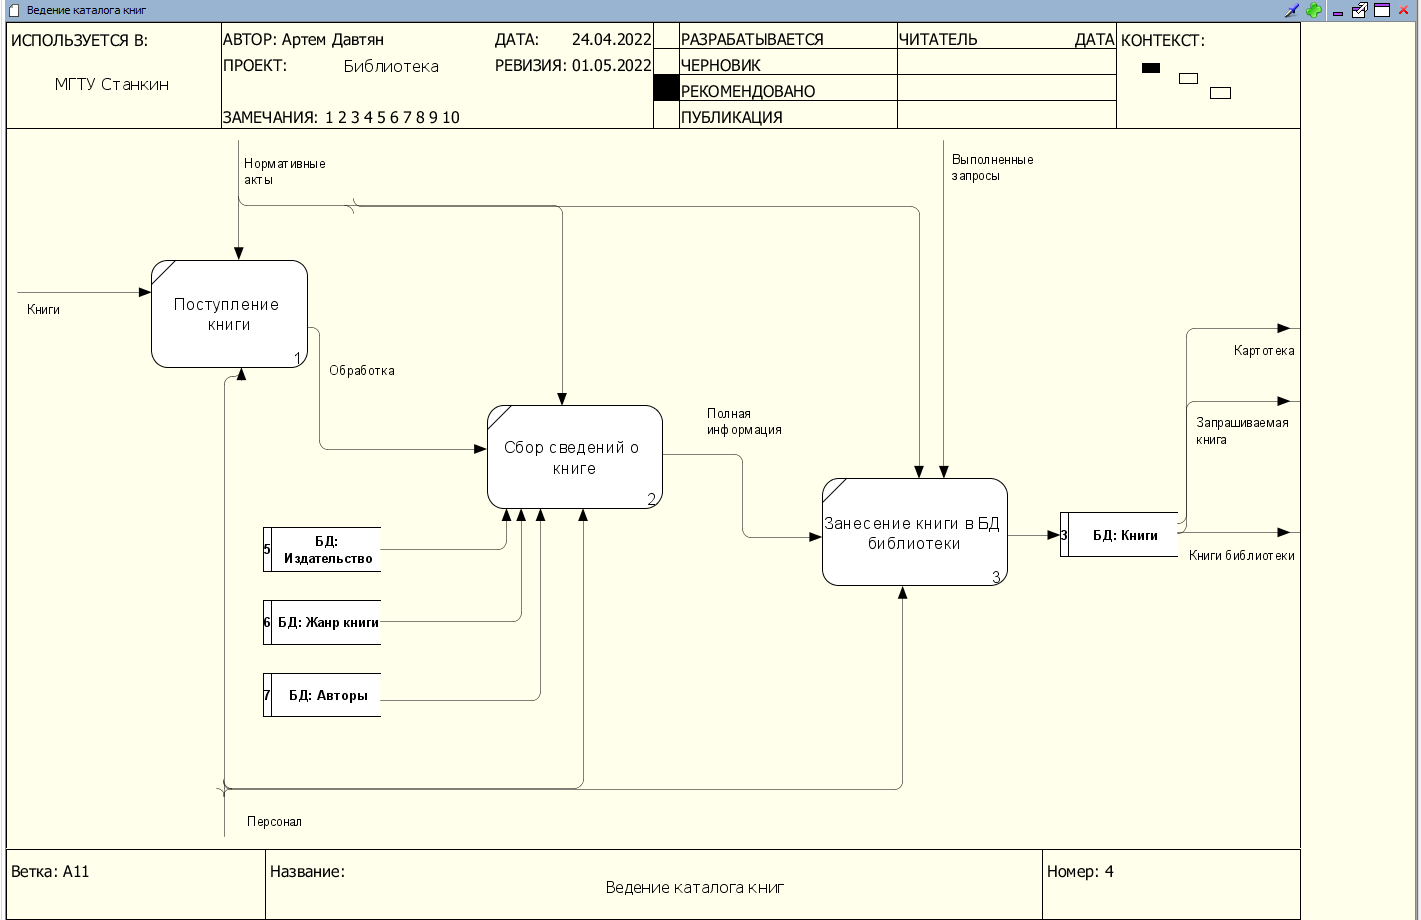 Ведение каталога книг
ИСПОЛЬЗУЕТСЯ В:
МГТУ Станкин
АВТОР: Артем Давтян
ДАТА: 24.04.2022
ПРОЕКТ: Библиотека
РЕВИЗИЯ: 01.05.2022
ЗАМЕЧАНИЯ: 1 2 3 4 5 6 7 8 9 10
РАЗРАБАТЫВАЕТСЯ
ЧЕРНОВИК
РЕКОМЕНДОВАНО
ПУБЛИКАЦИЯ
ЧИТАТЕЛЬ
ДАТА
КОНТЕКСТ:
Нормативные
акты
Выполненные
запросы
Книги
Поступление
книги
1
Обработка
Сбор сведений о
книге
2
Полная
информация
Занесение книги в БД
библиотеки
3
3
БД: Книги
Картотека
Запрашиваемая
книга
Книги библиотеки
5
БД:
Издательство
6
БД: Жанр книги
7
БД: Авторы
Персонал
Ветка: A11
Название:
Ведение каталога книг
Номер: 4